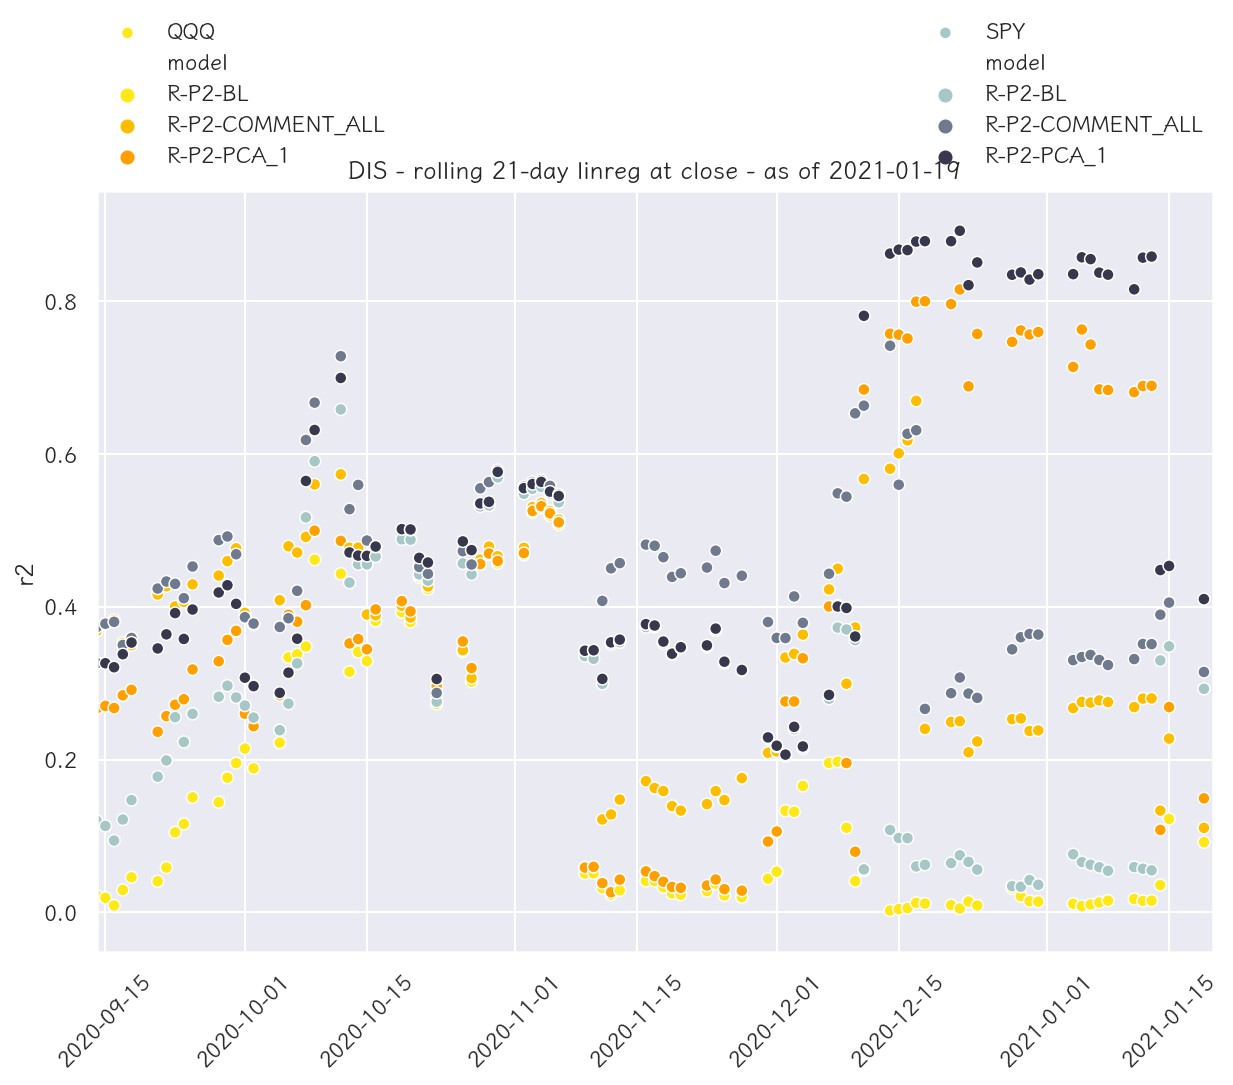 QQQ
model
R-P2-BL
R-P2-COMMENT_ALL
R-P2-PCA_1
SPY
model
R-P2-BL
R-P2-COMMENT_ALL
R-P2-PCA_1
DIS - rolling 21-day linreg at close - as of 2021-01-19
r2
0.8
0.6
0.4
0.2
0.0
2020-09-15
2020-10-01
2020-10-15
2020-11-01
2020-11-15
2020-12-01
2020-12-15
2021-01-01
2021-01-15